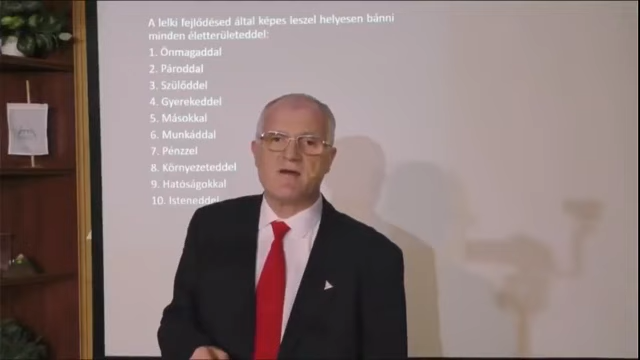 A lelki fejlődésed által képes leszel helyesen bánni
minden életterületeddel:
1. Önmagaddal
2. Pároddal
3. Szülőddel
4. Gyerekeddel
5. Másokkal
6. Munkáddal
7. Pénzzel
8. Környezeteddel
9. Hatóságokkal
10. Isteneddel